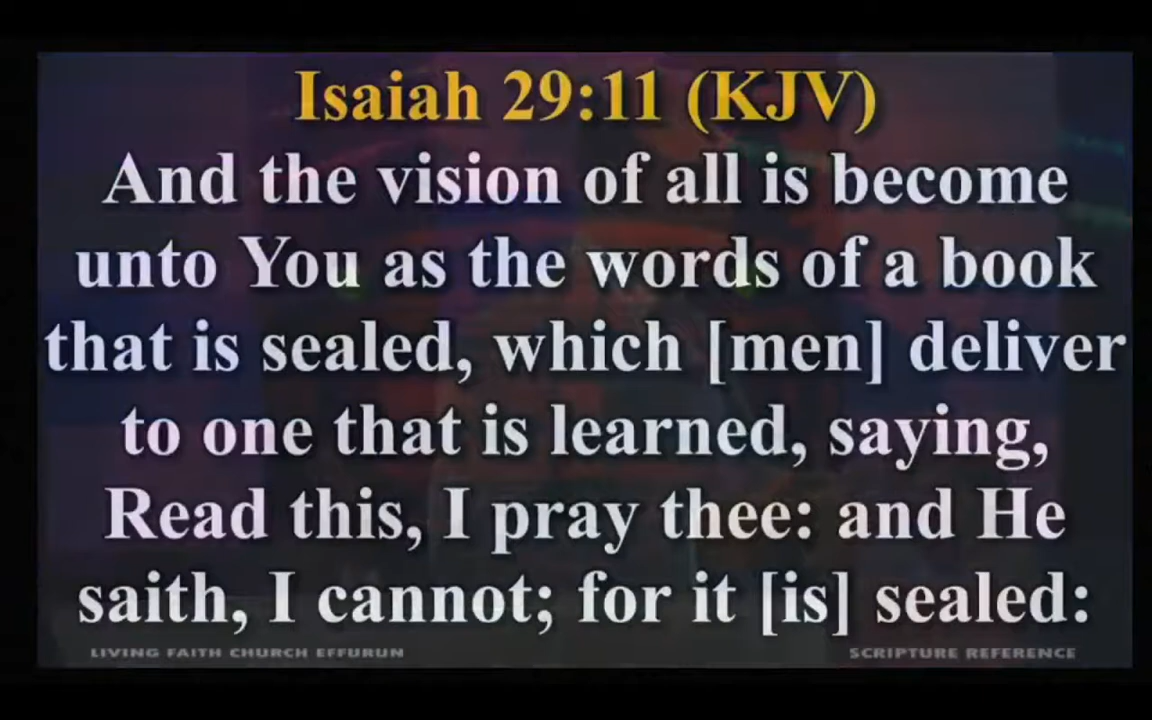 Isaiah 29:11 (KJV)
And the vision of all is become
unto You as the words of a book
that is sealed, which [men] deliver
to one that is learned, saying,
Read this, I pray thee: and He
saith, I cannot; for it [is] sealed:
LIVING FAITH CHURCH EFFURUN
SCRIPTURE REFERENCE